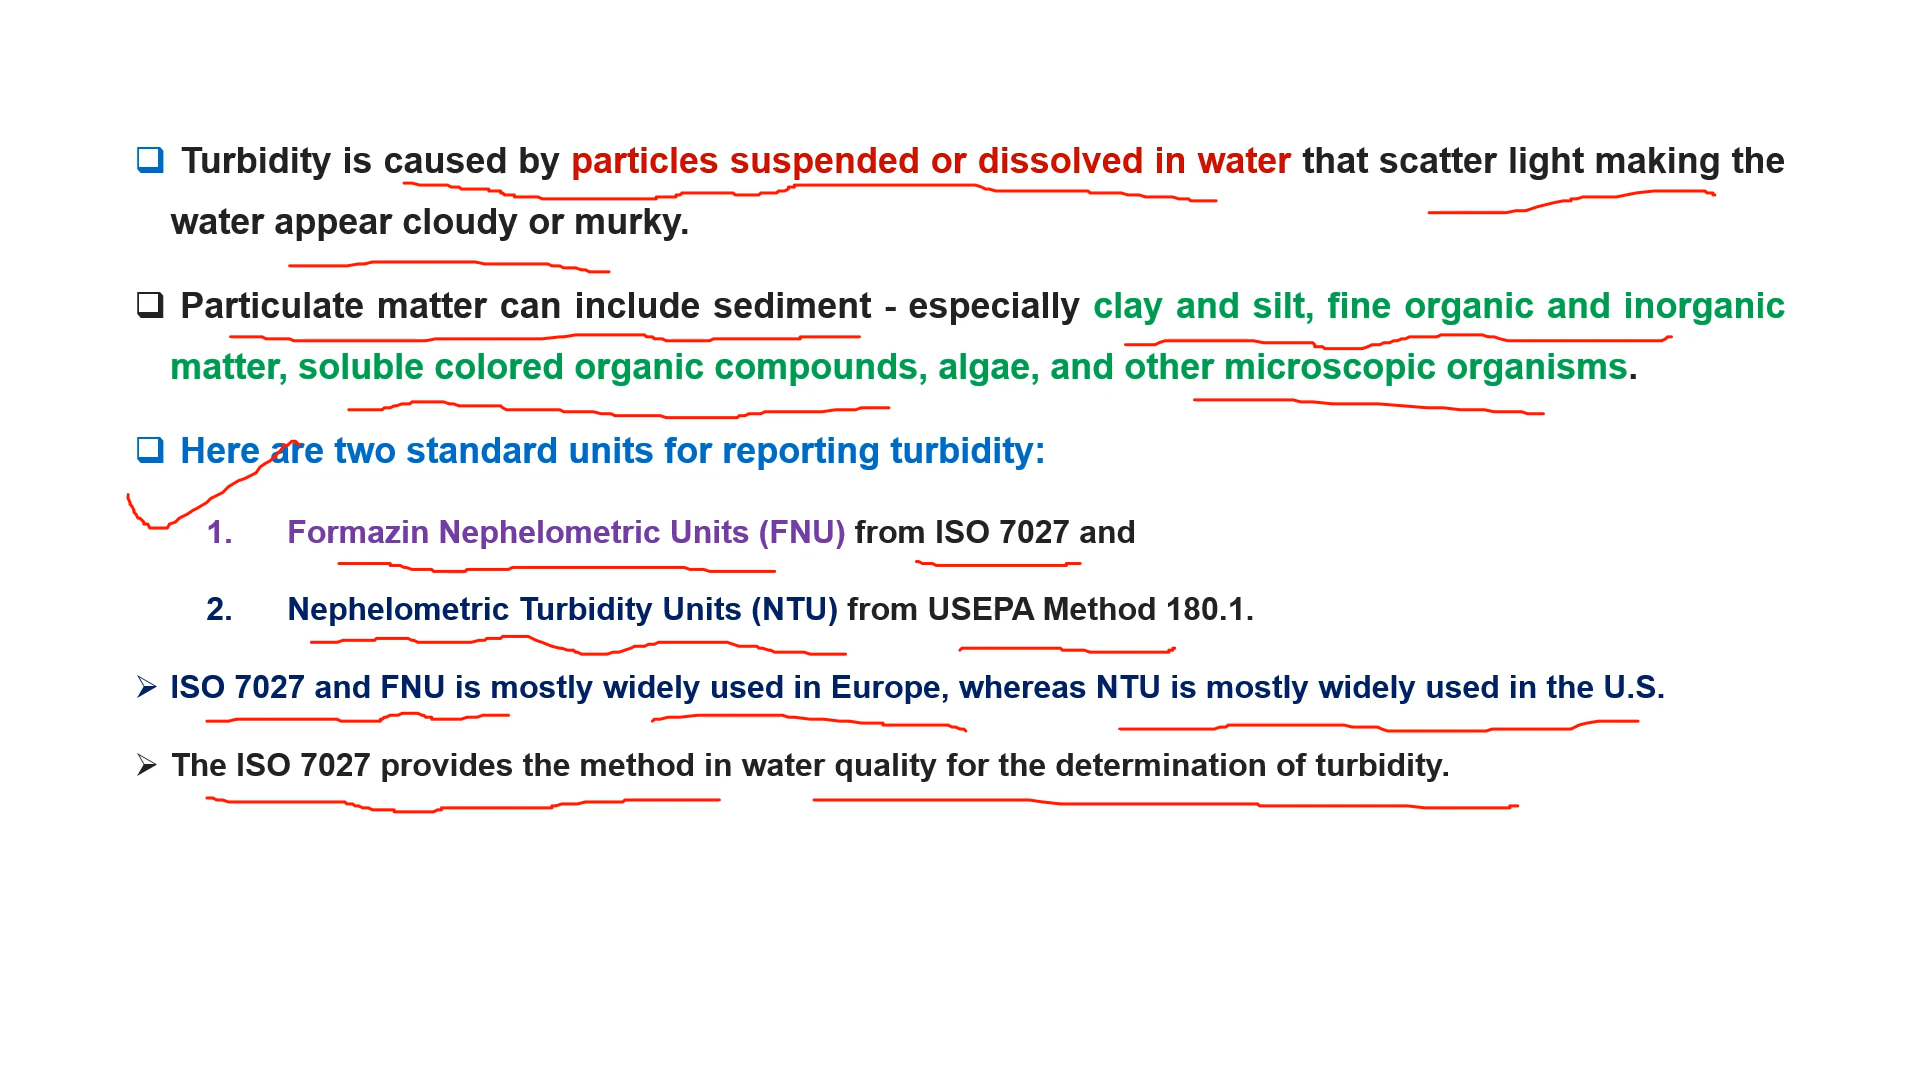 ❑ Turbidity is caused by particles suspended or dissolved in water that scatter light making the
water appear cloudy or murky.
❑ Particulate matter can include sediment - especially clay and silt, fine organic and inorganic
matter, soluble colored organic compounds, algae, and other microscopic organisms.
❑ Here are two standard units for reporting turbidity:
1. Formazin Nephelometric Units (FNU) from ISO 7027 and
2. Nephelometric Turbidity Units (NTU) from USEPA Method 180.1.
➢ ISO 7027 and FNU is mostly widely used in Europe, whereas NTU is mostly widely used in the U.S.
➢ The ISO 7027 provides the method in water quality for the determination of turbidity.